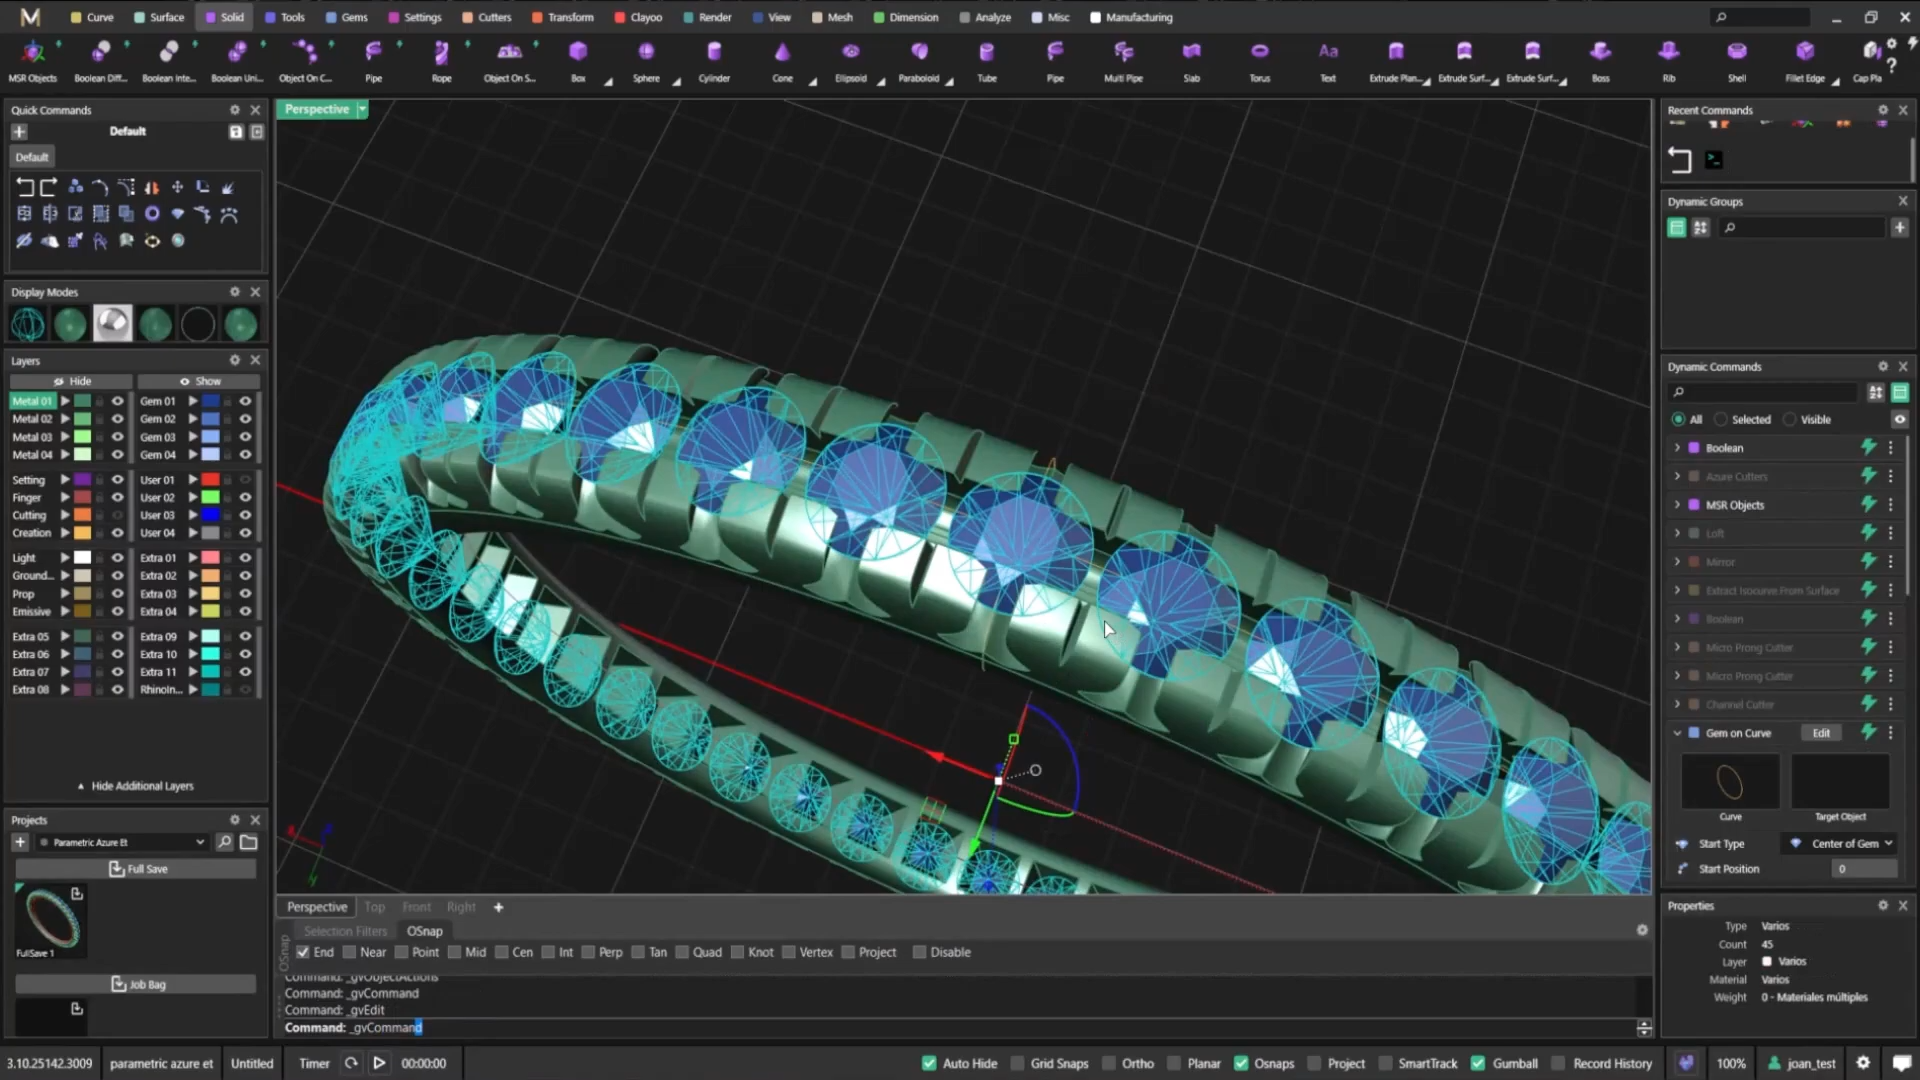 Curve Surface Solid Tools Gems Settings Cutters Transform Clayoo Render View Mesh Dimension Analyze Misc Manufacturing
MSR Objects Boolean Diff... Boolean Inte... Boolean Uni... Object On C... Pipe Rope Object On S... Box Sphere Cylinder Cone Ellipsoid Paraboloid Tube Pipe Multi Pipe Slab Torus Text Extrude Plan... Extrude Surf... Extrude Surf... Boss Rib Shell Fillet Edge Cap Pla
Quick Commands
Default
Default
Display Modes
Layers
Hide Show
Metal 01 Gem 01
Metal 02 Gem 02
Metal 03 Gem 03
Metal 04 Gem 04
Setting User 01
Finger User 02
Cutting User 03
Creation User 04
Light Extra 01
Ground... Extra 02
Prop Extra 03
Emissive Extra 04
Extra 05 Extra 09
Extra 06 Extra 10
Extra 07 Extra 11
Extra 08 RhinoIn...
Hide Additional Layers
Projects
Parametric Azure Et
Full Save
FullSave 1
Job Bag
Perspective
Perspective Top Front Right
Selection Filters OSnap
OSnap
End Near Point Mid Cen Int Perp Tan Quad Knot Vertex Project Disable
Command: _gvObjectActions
Command: _gvCommand
Command: _gvEdit
Command: _gvCommand
Recent Commands
Dynamic Groups
Dynamic Commands
All Selected Visible
Boolean
Azure Cutters
MSR Objects
Loft
Mirror
Extract Isocurve From Surface
Boolean
Micro Prong Cutter
Micro Prong Cutter
Channel Cutter
Gem on Curve Edit
Curve Target Object
Start Type Center of Gem
Start Position 0
Properties
Type Varios
Count 45
Layer Varios
Material Varios
Weight 0 - Materiales múltiples
3.10.25142.3009 parametric azure et Untitled Timer 00:00:00 Auto Hide Grid Snaps Ortho Planar Osnaps Project SmartTrack Gumball Record History 100% joan_test